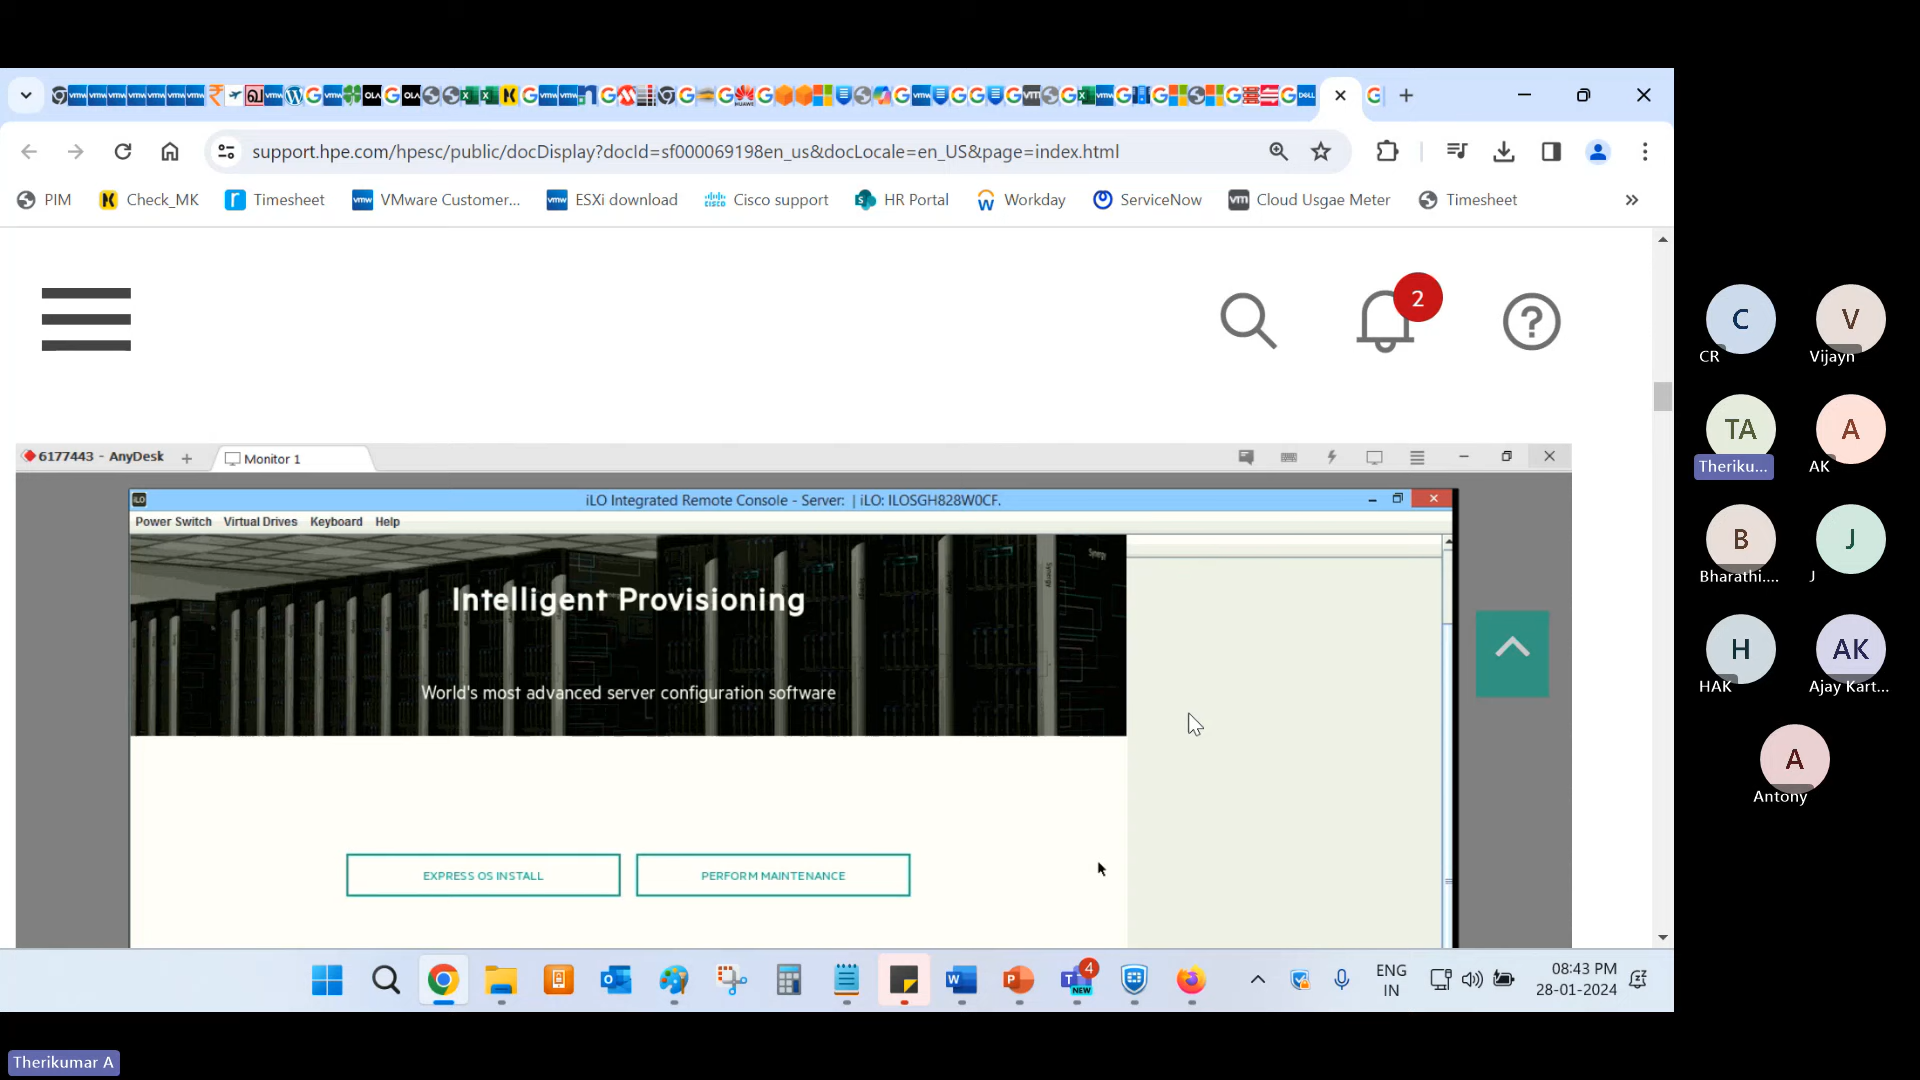 support.hpe.com/hpesc/public/docDisplay?docId=sf000069198en_us&docLocale=en_US&page=index.html
PIM
Check_MK
Timesheet
VMware Customer...
ESXi download
Cisco support
HR Portal
Workday
ServiceNow
Cloud Usgae Meter
Timesheet
2
6177443 - AnyDesk
Monitor 1
iLO Integrated Remote Console - Server: | iLO: ILOSGH828W0CF.
Power Switch Virtual Drives Keyboard Help
Intelligent Provisioning
World's most advanced server configuration software
EXPRESS OS INSTALL
PERFORM MAINTENANCE
C
CR
V
Vijayn
TA
Theriku...
A
AK
B
Bharathi....
J
J
H
HAK
AK
Ajay Kart...
A
Antony
4
NEW
ENG
IN
08:43 PM
28-01-2024
Therikumar A